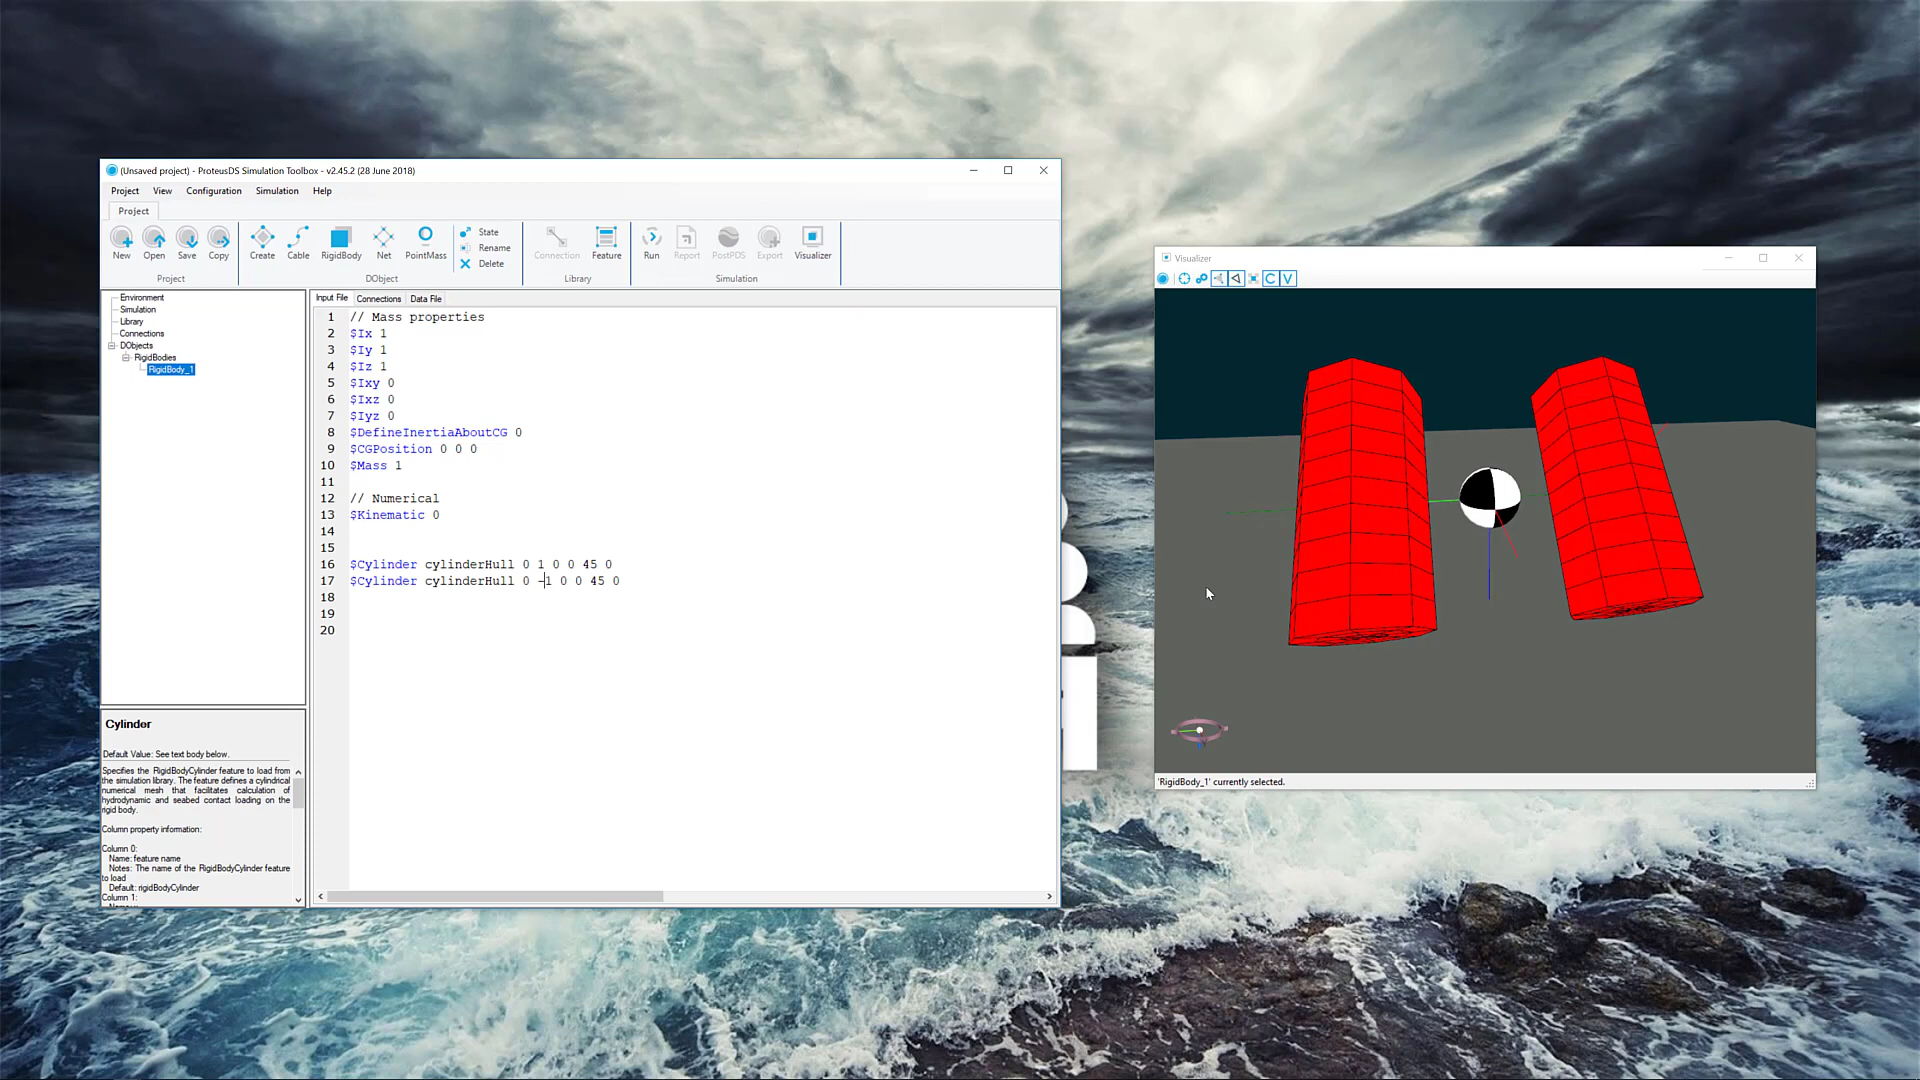 (Unsaved project) - ProteusDS Simulation Toolbox - v2.45.2 (28 June 2018)
Project View Configuration Simulation Help
Project
New Open Save Copy
Project
Create Cable RigidBody Net PointMass
State
Rename
Delete
DObject
Connection Feature
Library
Run Report PostPDS Export Visualizer
Simulation
Environment
Simulation
Library
Connections
DObjects
RigidBodies
RigidBody_1
Input File Connections Data File
1 // Mass properties
2 $Ix 1
3 $Iy 1
4 $Iz 1
5 $Ixy 0
6 $Ixz 0
7 $Iyz 0
8 $DefineInertiaAboutCG 0
9 $CGPosition 0 0 0
10 $Mass 1
11
12 // Numerical
13 $Kinematic 0
14
15
16 $Cylinder cylinderHull 0 1 0 0 45 0
17 $Cylinder cylinderHull 0 -1 0 0 45 0
18
19
20
Cylinder
Default Value: See text body below.
Specifies the RigidBodyCylinder feature to load from
the simulation library. The feature defines a cylindrical
numerical mesh that facilitates calculation of
hydrodynamic and seabed contact loading on the
rigid body.
Column property information:
Column 0:
Name: feature name
Notes: The name of the RigidBodyCylinder feature
to load
Default: rigidBodyCylinder
Column 1:
Visualizer
C V
'RigidBody_1' currently selected.